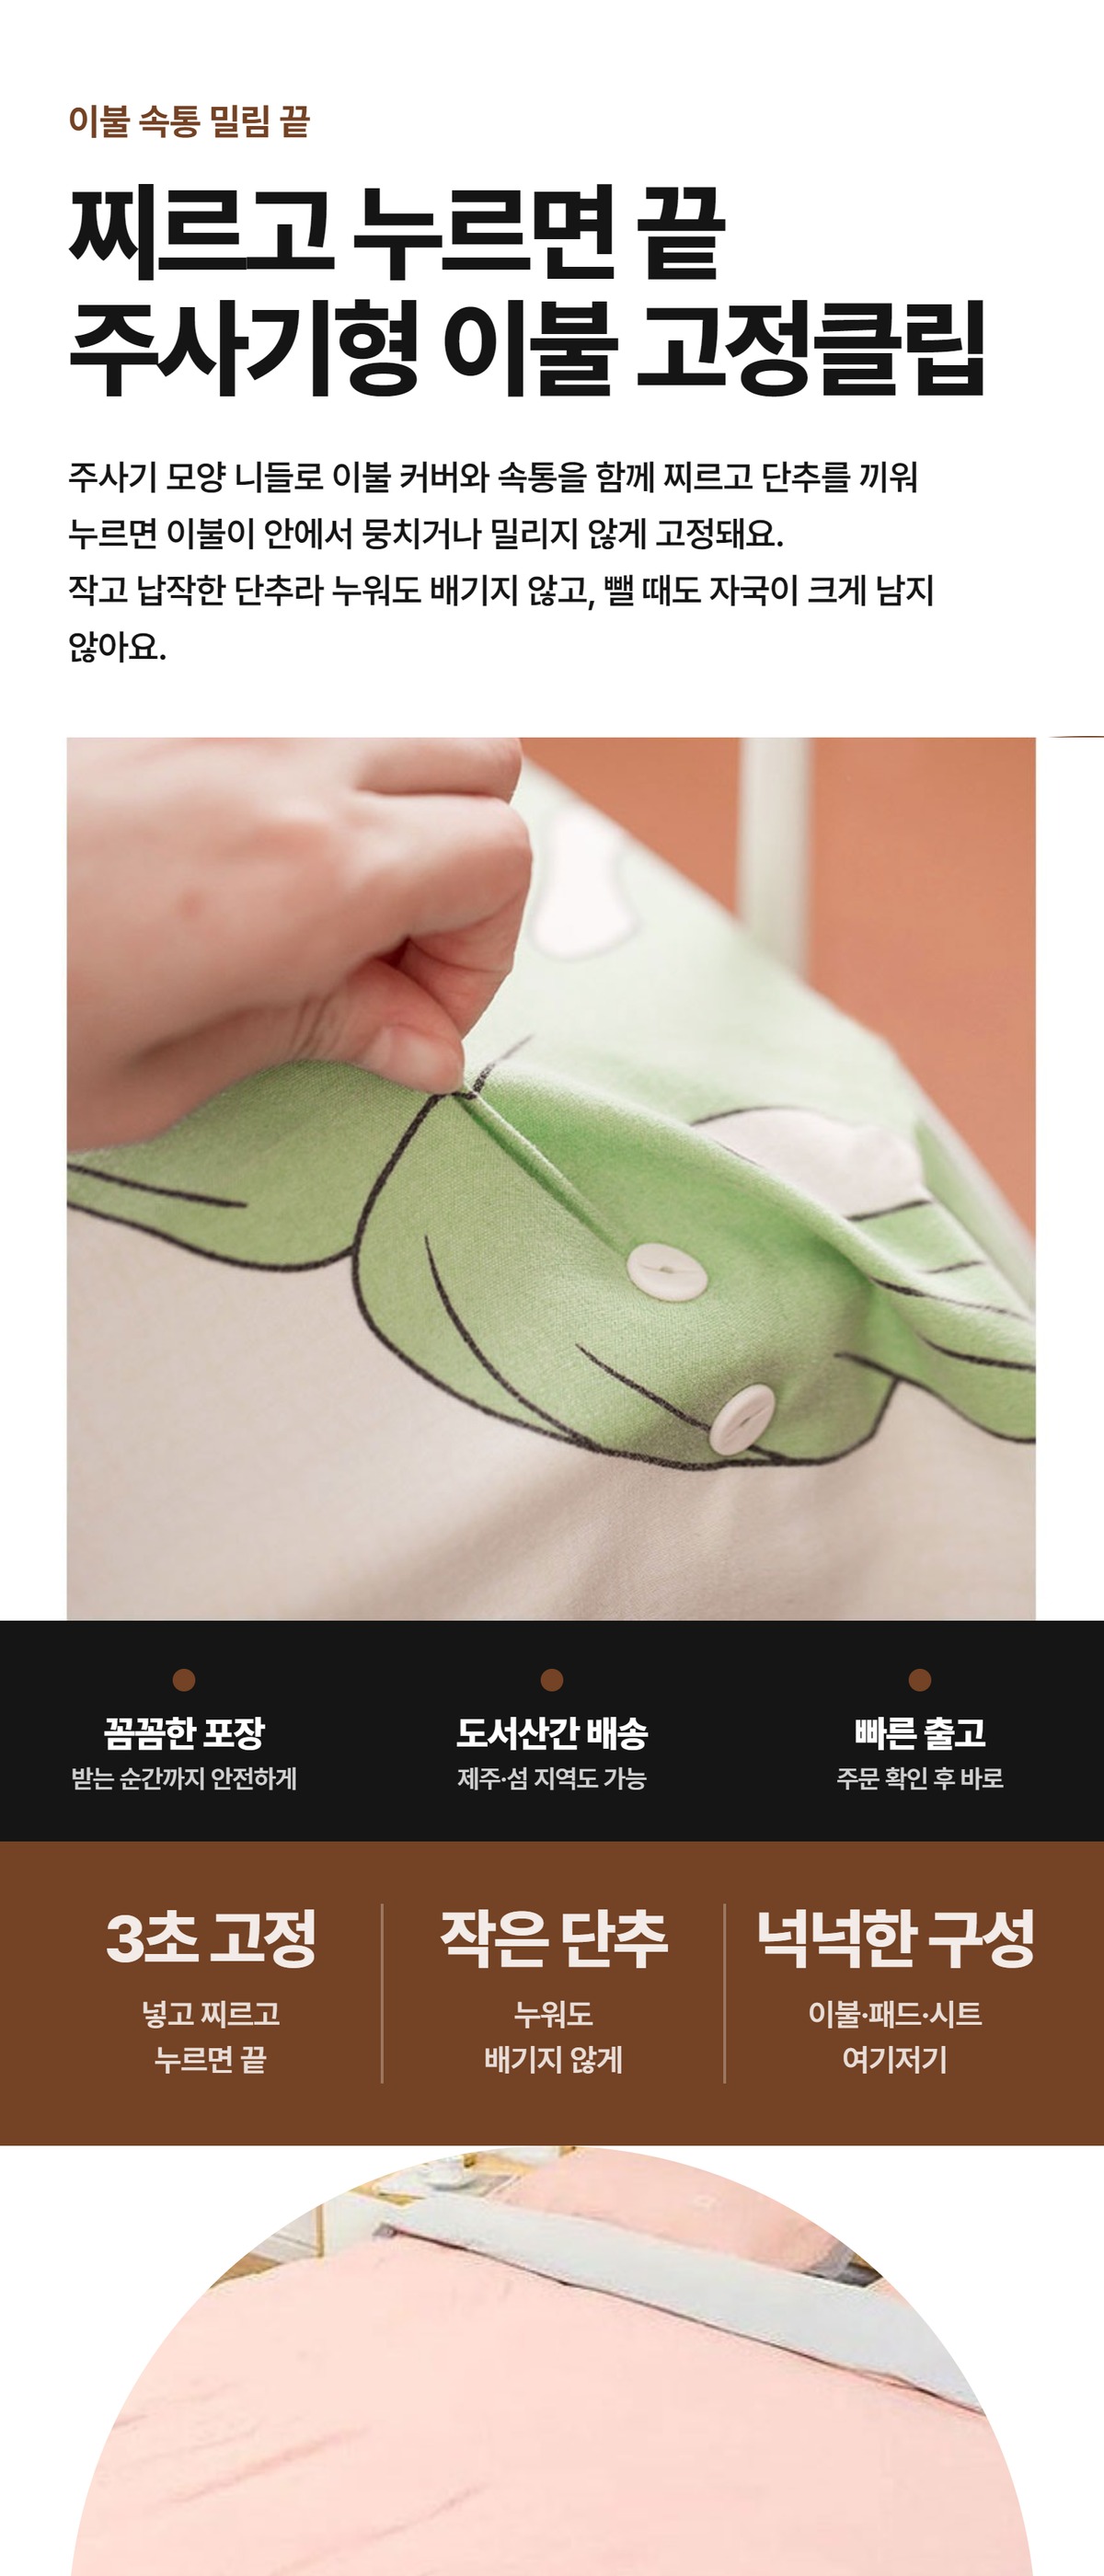 이불 속통 밀림 끝
찌르고 누르면 끝
주사기형 이불 고정클립
주사기 모양 니들로 이불 커버와 속통을 함께 찌르고 단추를 끼워
누르면 이불이 안에서 뭉치거나 밀리지 않게 고정돼요.
작고 납작한 단추라 누워도 배기지 않고, 뺄 때도 자국이 크게 남지
않아요.
꼼꼼한 포장
받는 순간까지 안전하게
도서산간 배송
제주·섬 지역도 가능
빠른 출고
주문 확인 후 바로
3초 고정
넣고 찌르고
누르면 끝
작은 단추
누워도
배기지 않게
넉넉한 구성
이불·패드·시트
여기저기